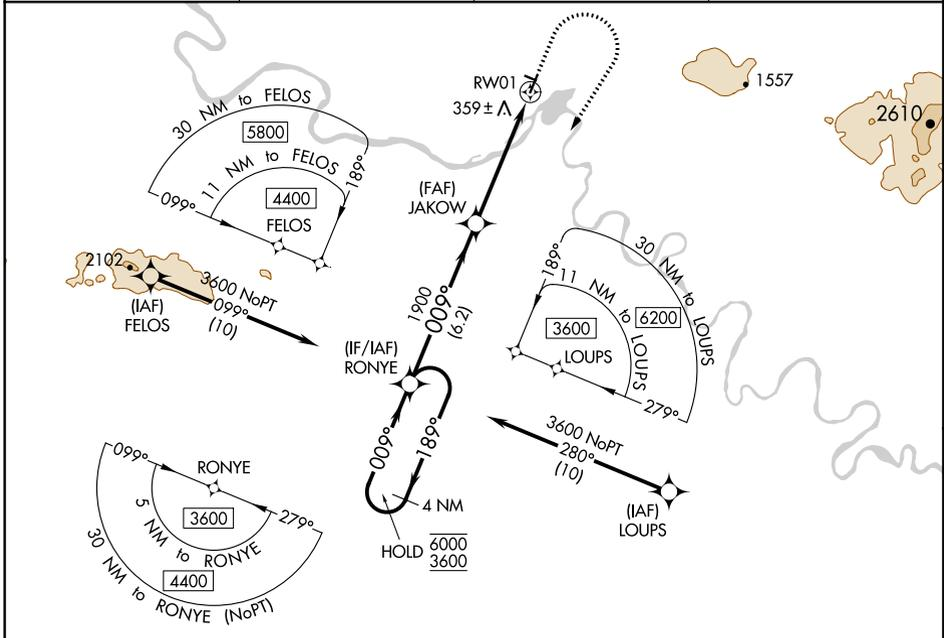 RW01
359±
1557
2610
30 NM to FELOS
5800
11 NM to FELOS
4400
FELOS
099°
189°
(FAF)
JAKOW
2102
(IAF)
FELOS
3600 NoPT
099°
(10)
1900
009°
(6.2)
(IF/IAF)
RONYE
189°
30 NM to LOUPS
6200
11 NM to LOUPS
3600
LOUPS
279°
009°
189°
4 NM
HOLD
6000
3600
3600 NoPT
280°
(10)
(IAF)
LOUPS
099°
RONYE
279°
3600
5 NM to RONYE
4400
30 NM to RONYE (NoPT)